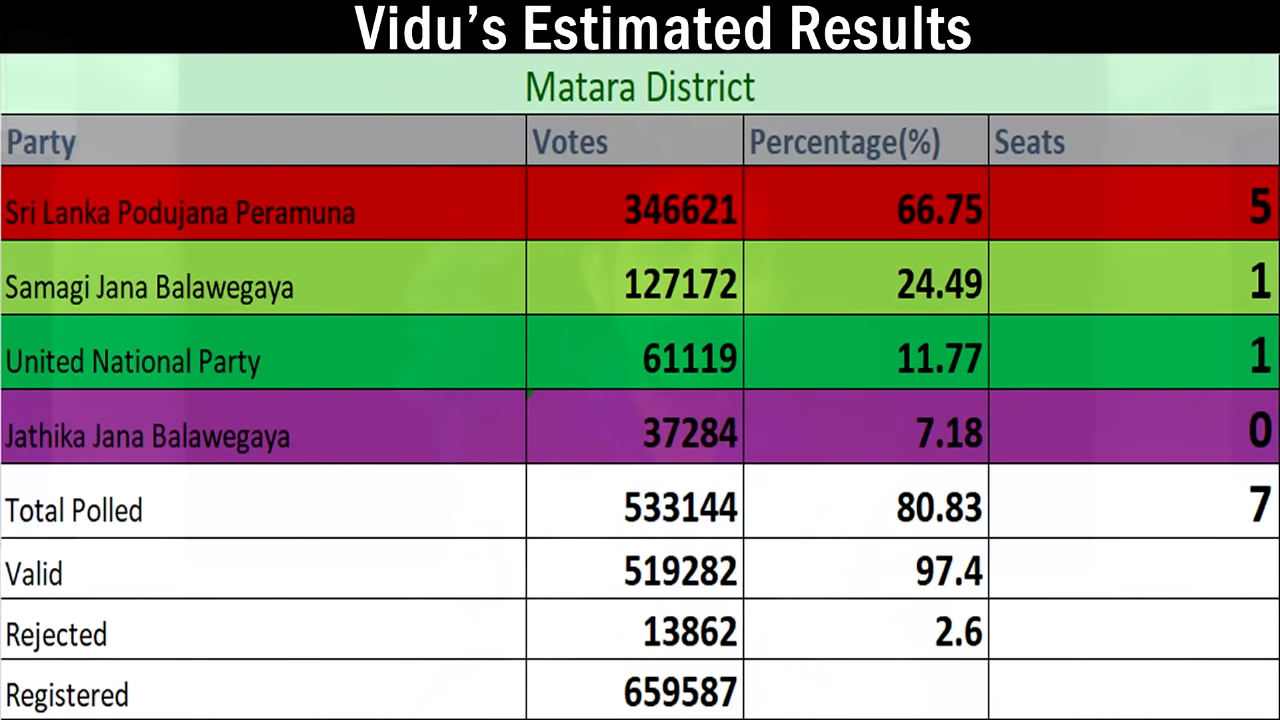 Vidu’s Estimated Results
Matara District
Party Votes Percentage(%) Seats
Sri Lanka Podujana Peramuna 346621 66.75 5
Samagi Jana Balawegaya 127172 24.49 1
United National Party 61119 11.77 1
Jathika Jana Balawegaya 37284 7.18 0
Total Polled 533144 80.83 7
Valid 519282 97.4
Rejected 13862 2.6
Registered 659587